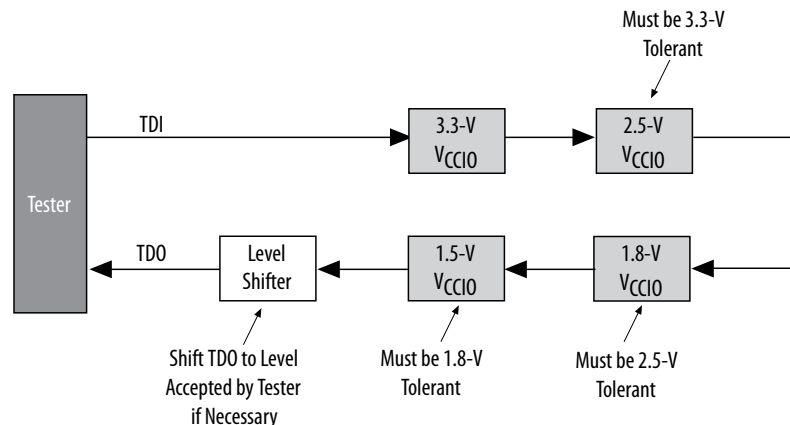 Must be 3.3-V
Tolerant
TDI
3.3-V
VCCIO
2.5-V
VCCIO
Tester
TDO
Level
Shifter
1.5-V
VCCIO
1.8-V
VCCIO
Shift TDO to Level
Accepted by Tester
if Necessary
Must be 1.8-V
Tolerant
Must be 2.5-V
Tolerant